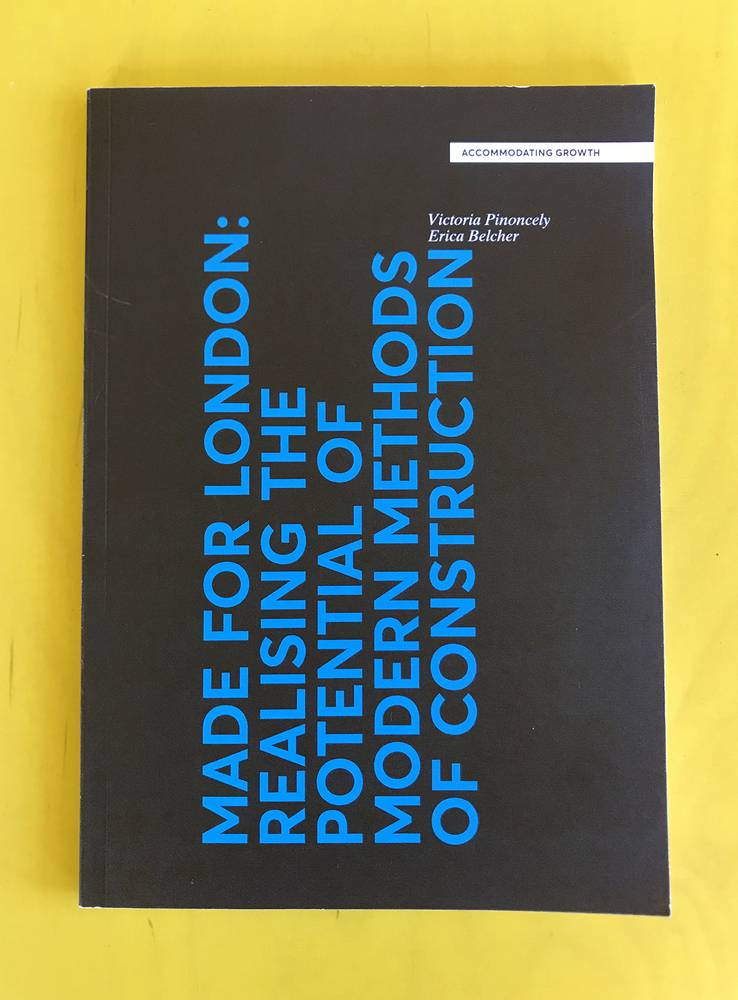 ACCOMMODATING GROWTH
Victoria Pinoncely
Erica Belcher
MADE FOR LONDON:
REALISING THE
POTENTIAL OF
MODERN METHODS
OF CONSTRUCTION